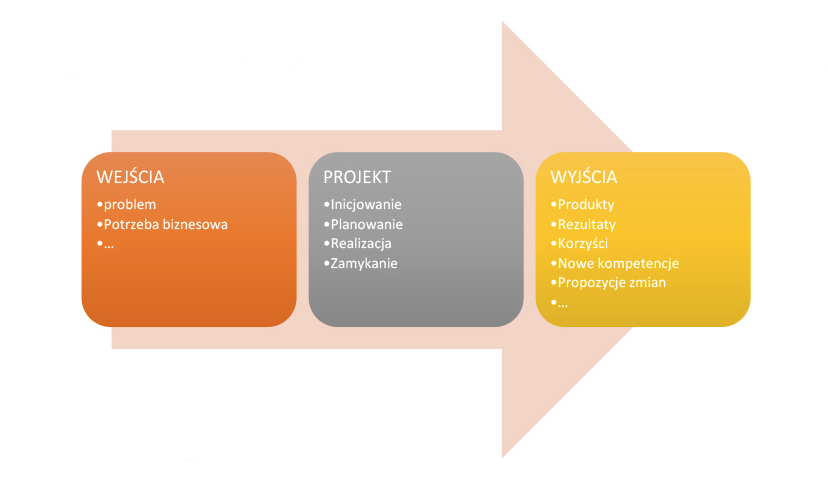 WEJŚCIA
•problem
•Potrzeba biznesowa
•...
PROJEKT
•Inicjowanie
•Planowanie
•Realizacja
•Zamykanie
WYJŚCIA
•Produkty
•Rezultaty
•Korzyści
•Nowe kompetencje
•Propozycje zmian
•...